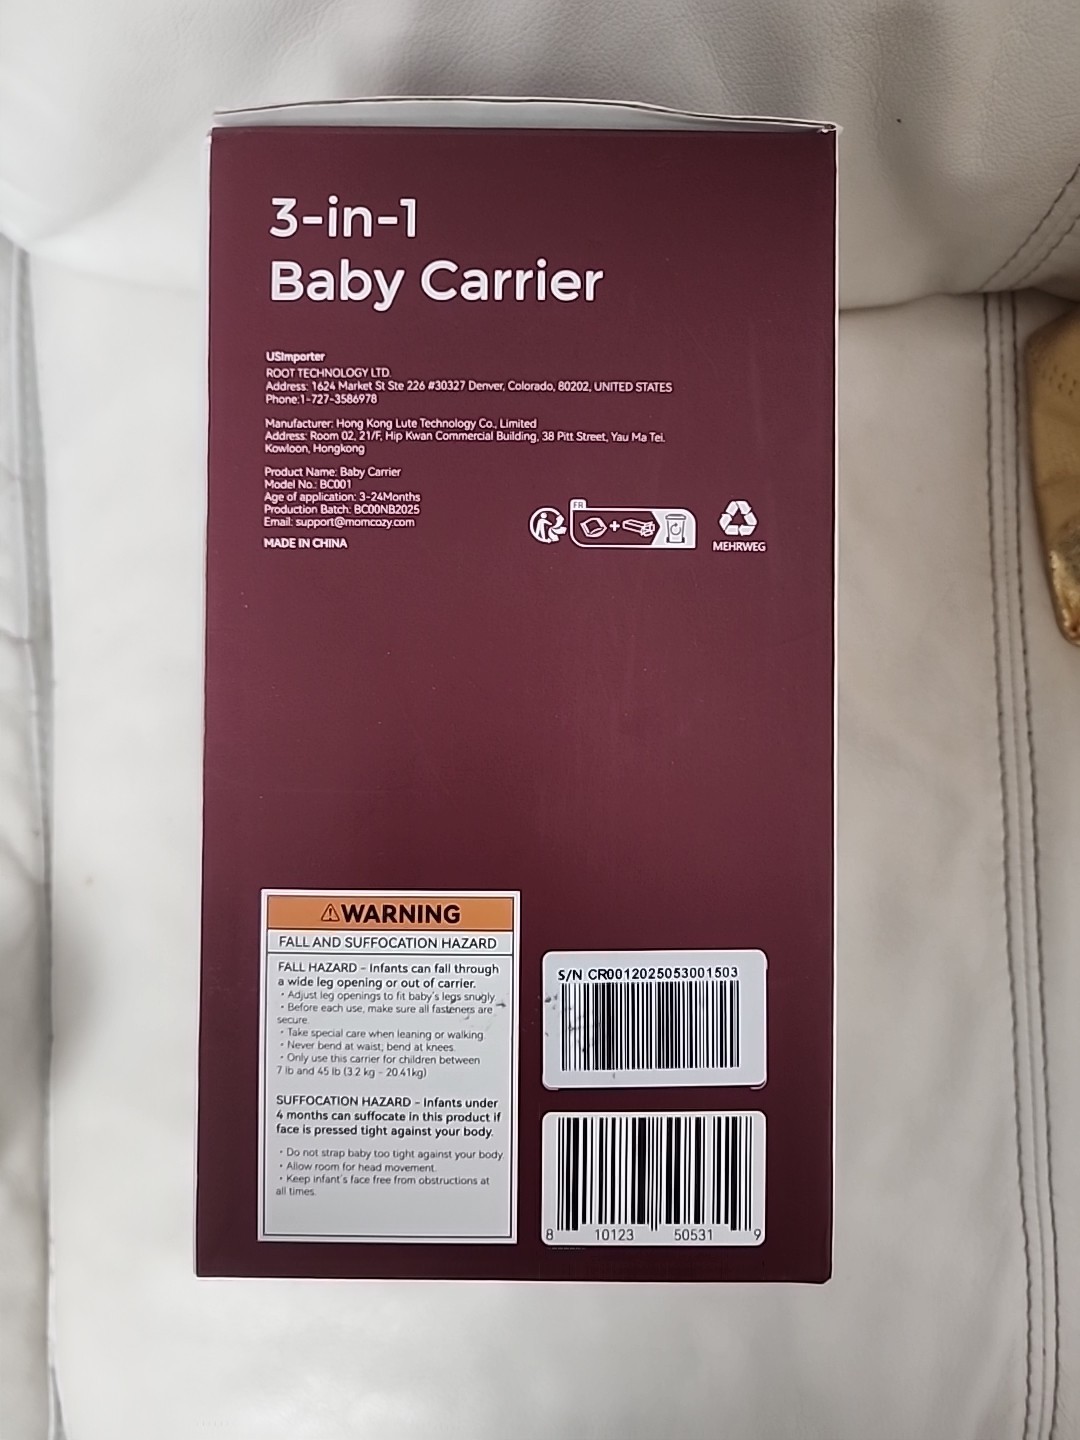 3-in-1
Baby Carrier
USImporter
ROOT TECHNOLOGY LTD.
Address: 1624 Market St Ste 226 #30327 Denver, Colorado, 80202, UNITED STATES
Phone:1-727-3586978
Manufacturer: Hong Kong Lute Technology Co., Limited
Address: Room 02, 21/F, Hip Kwan Commercial Building, 38 Pitt Street, Yau Ma Tei.
Kowloon, Hongkong
Product Name: Baby Carrier
Model No.: BC001
Age of application: 3-24Months
Production Batch: BC00NB2025
Email: support@momcozy.com
MADE IN CHINA
FR
MEHRWEG
WARNING
FALL AND SUFFOCATION HAZARD
FALL HAZARD - Infants can fall through
a wide leg opening or out of carrier.
• Adjust leg openings to fit baby's legs snugly
• Before each use, make sure all fasteners are
secure.
• Take special care when leaning or walking.
• Never bend at waist; bend at knees.
• Only use this carrier for children between
7 lb and 45 lb (3.2 kg - 20.41kg)
SUFFOCATION HAZARD - Infants under
4 months can suffocate in this product if
face is pressed tight against your body.
• Do not strap baby too tight against your body.
• Allow room for head movement.
• Keep infant's face free from obstructions at
all times.
S/N CR0012025053001503
8 10123 50531 9